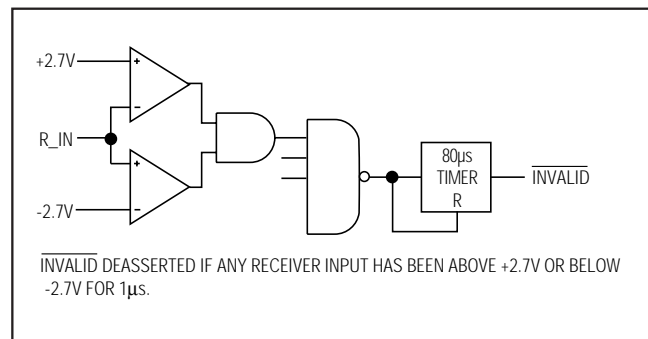 +2.7V
+
-
R_IN
+
-
-2.7V
80µs
TIMER
R
INVALID
INVALID DEASSERTED IF ANY RECEIVER INPUT HAS BEEN ABOVE +2.7V OR BELOW
-2.7V FOR 1µs.